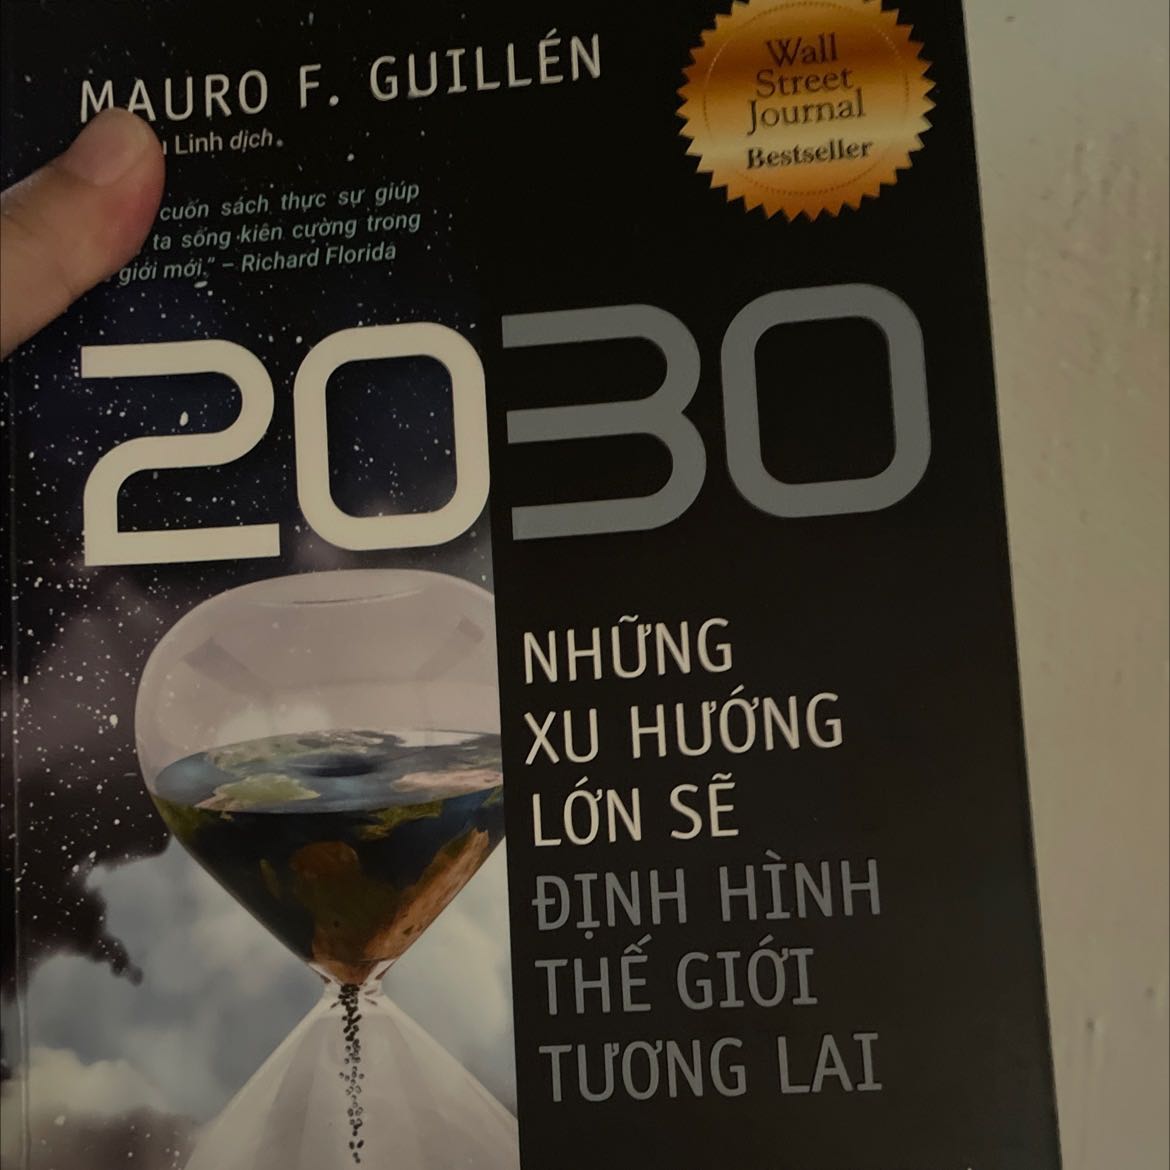 MAURO F. GUILLÉN
Linh dịch
cuốn sách thực sự giúp
ta sống kiên cường trong
giới mới.” – Richard Florida
Wall
Street
Journal
Bestseller
2030
NHỮNG
XU HƯỚNG
LỚN SẼ
ĐỊNH HÌNH
THẾ GIỚI
TƯƠNG LAI